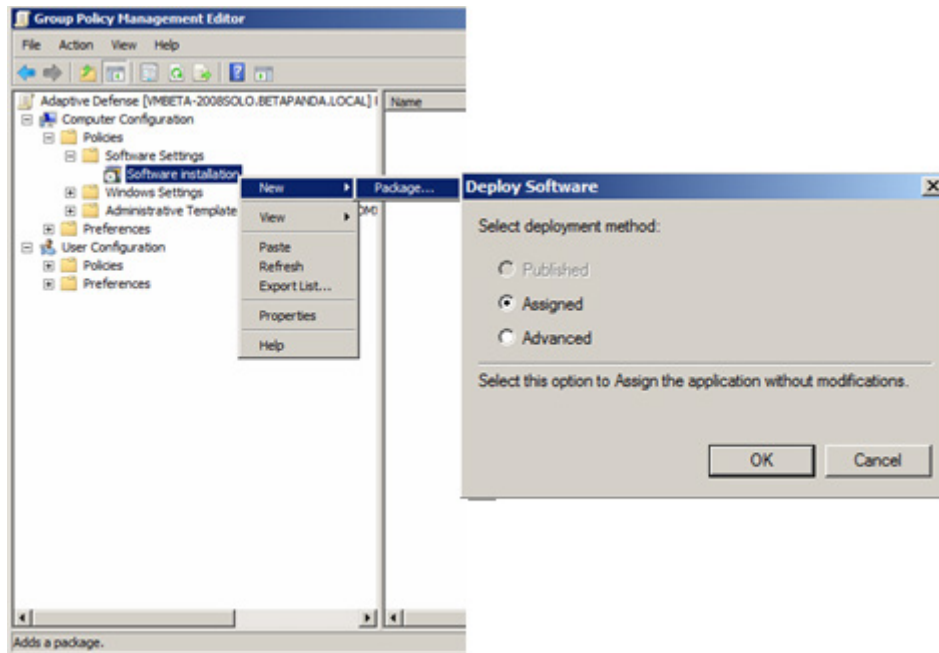 Group Policy Management Editor
File Action View Help
Adaptive Defense [VMBETA-2008SOLO.BETAPANDA.LOCAL]
Name
Computer Configuration
Policies
Software Settings
Software installation
Windows Settings
Administrative Template
Preferences
User Configuration
Policies
Preferences
New
View
Paste
Refresh
Export List...
Properties
Help
Package...
Deploy Software
Select deployment method:
Published
Assigned
Advanced
Select this option to Assign the application without modifications.
OK Cancel
Adds a package.